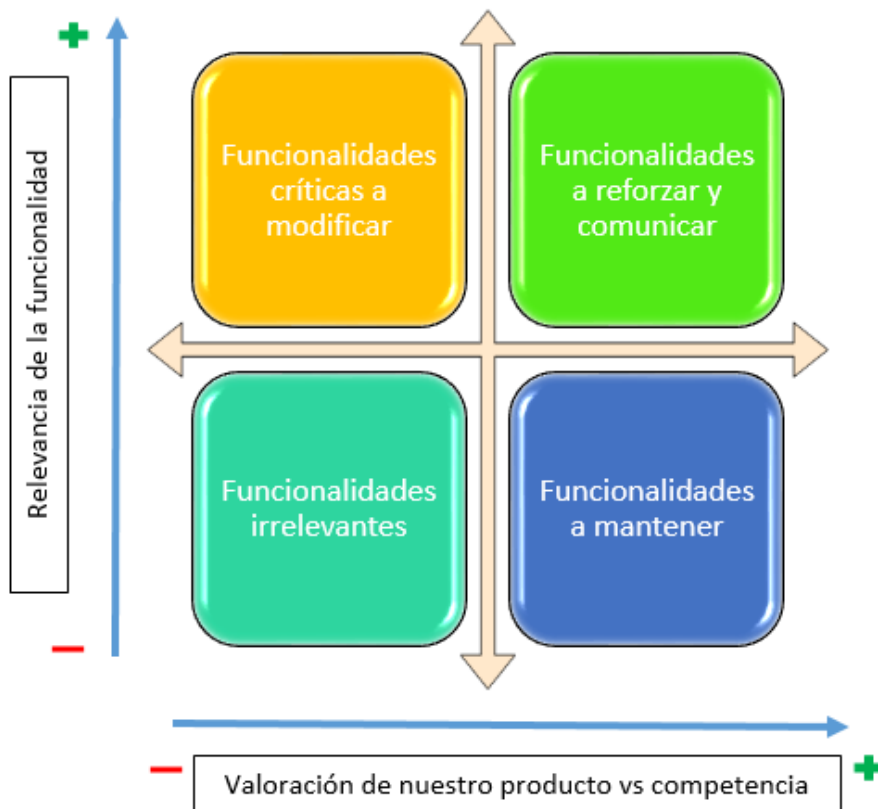 +
Relevancia de la funcionalidad
Funcionalidades
críticas a
modificar
Funcionalidades
a reforzar y
comunicar
Funcionalidades
irrelevantes
Funcionalidades
a mantener
−
−
Valoración de nuestro producto vs competencia
+